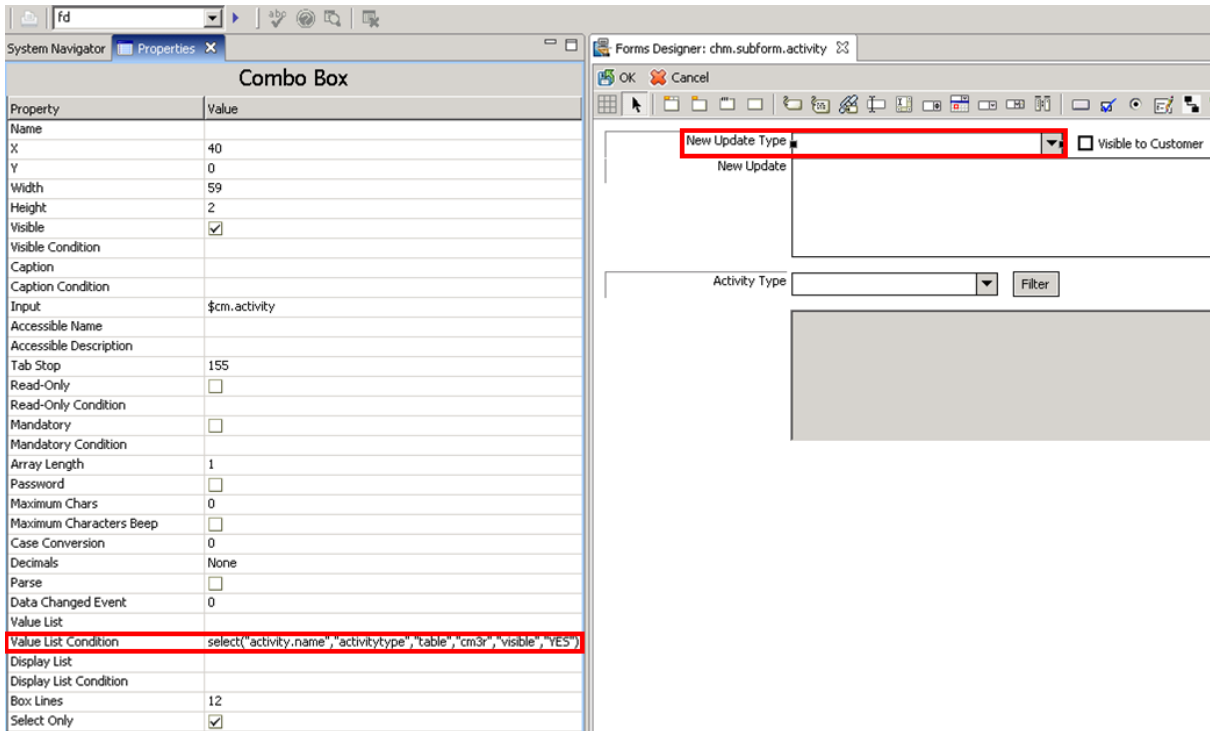 fd
abc
System Navigator Properties
Combo Box
Property Value
Name
X 40
Y 0
Width 59
Height 2
Visible
Visible Condition
Caption
Caption Condition
Input $cm.activity
Accessible Name
Accessible Description
Tab Stop 155
Read-Only
Read-Only Condition
Mandatory
Mandatory Condition
Array Length 1
Password
Maximum Chars 0
Maximum Characters Beep
Case Conversion 0
Decimals None
Parse
Data Changed Event 0
Value List
Value List Condition select("activity.name","activitytype","table","cm3r","visible","YES")
Display List
Display List Condition
Box Lines 12
Select Only
Forms Designer: chm.subform.activity
OK Cancel
New Update Type Visible to Customer
New Update
Activity Type Filter